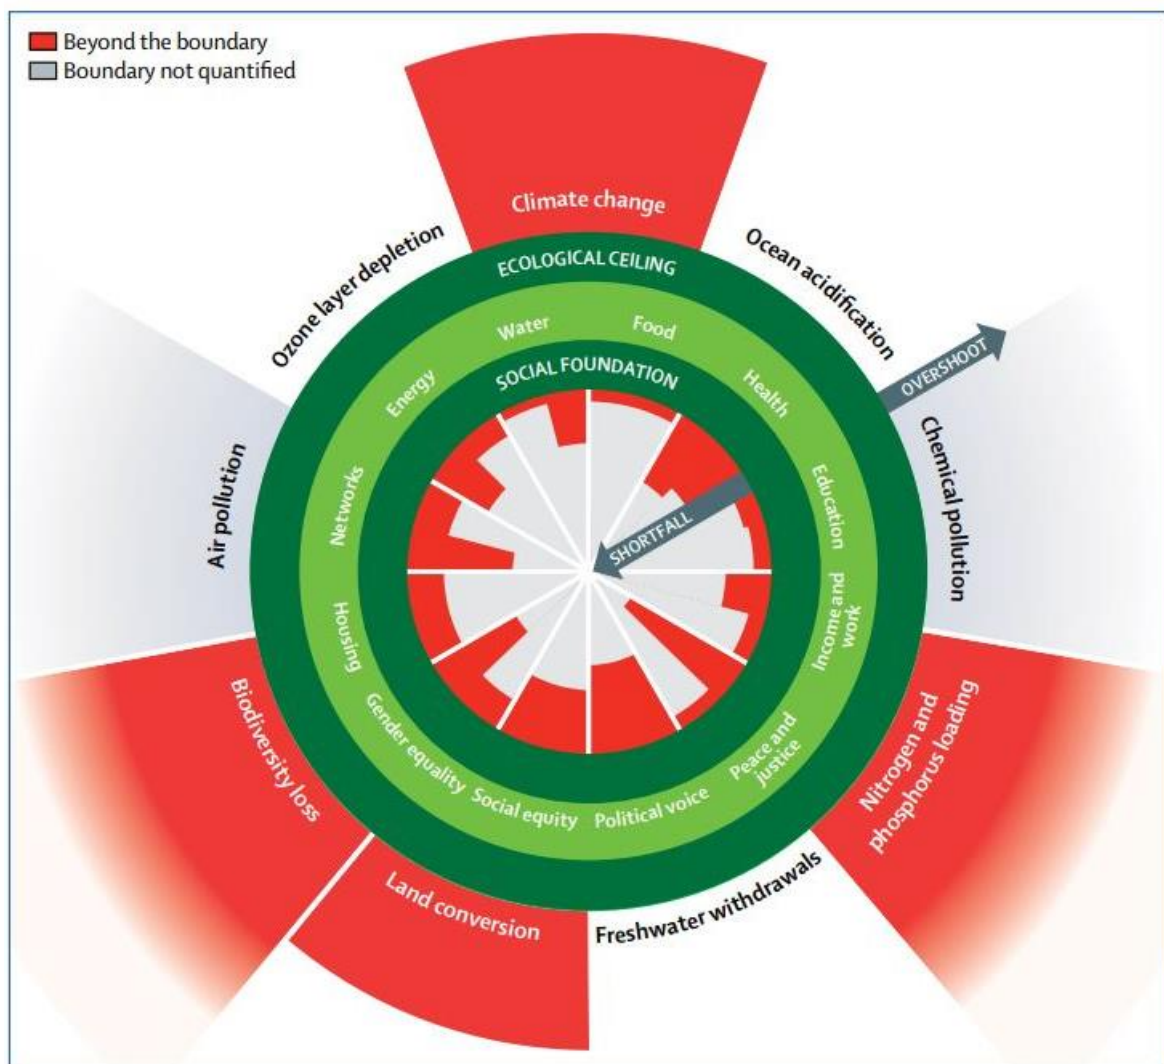 Beyond the boundary
Boundary not quantified
Climate change
Ozone layer depletion
Ocean acidification
ECOLOGICAL CEILING
Water
Food
Energy
Health
SOCIAL FOUNDATION
OVERSHOOT
Air pollution
Networks
Education
Chemical pollution
SHORTFALL
Housing
Income and
work
Biodiversity loss
Gender equality
Social equity
Political voice
Peace and
justice
Nitrogen and
phosphorus loading
Land conversion
Freshwater withdrawals